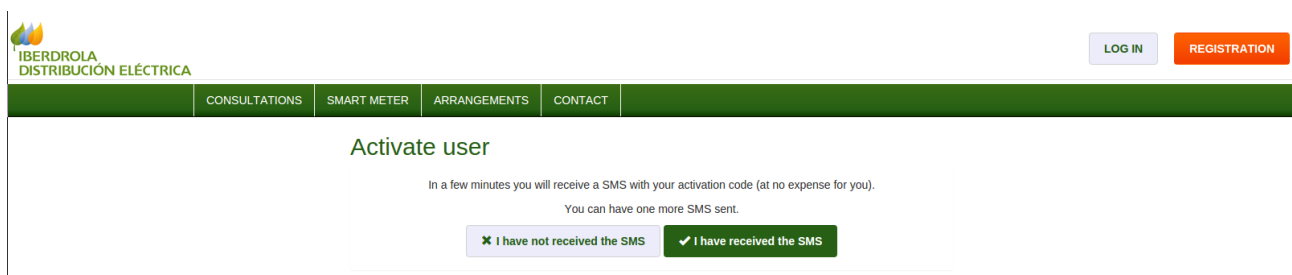 IBERDROLA
DISTRIBUCIÓN ELÉCTRICA
LOG IN
REGISTRATION
CONSULTATIONS
SMART METER
ARRANGEMENTS
CONTACT
Activate user
In a few minutes you will receive a SMS with your activation code (at no expense for you).
You can have one more SMS sent.
I have not received the SMS
I have received the SMS